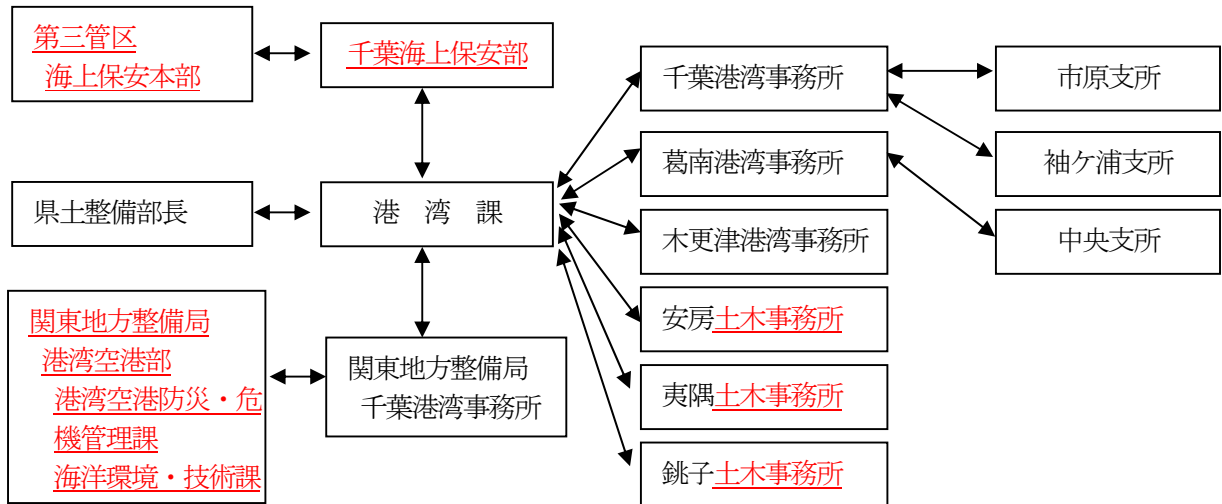 第三管区
海上保安本部
千葉海上保安部
千葉港湾事務所
市原支所
葛南港湾事務所
袖ケ浦支所
県土整備部長
港 湾 課
木更津港湾事務所
中央支所
安房土木事務所
関東地方整備局
港湾空港部
港湾空港防災・危
機管理課
海洋環境・技術課
関東地方整備局
千葉港湾事務所
夷隅土木事務所
銚子土木事務所